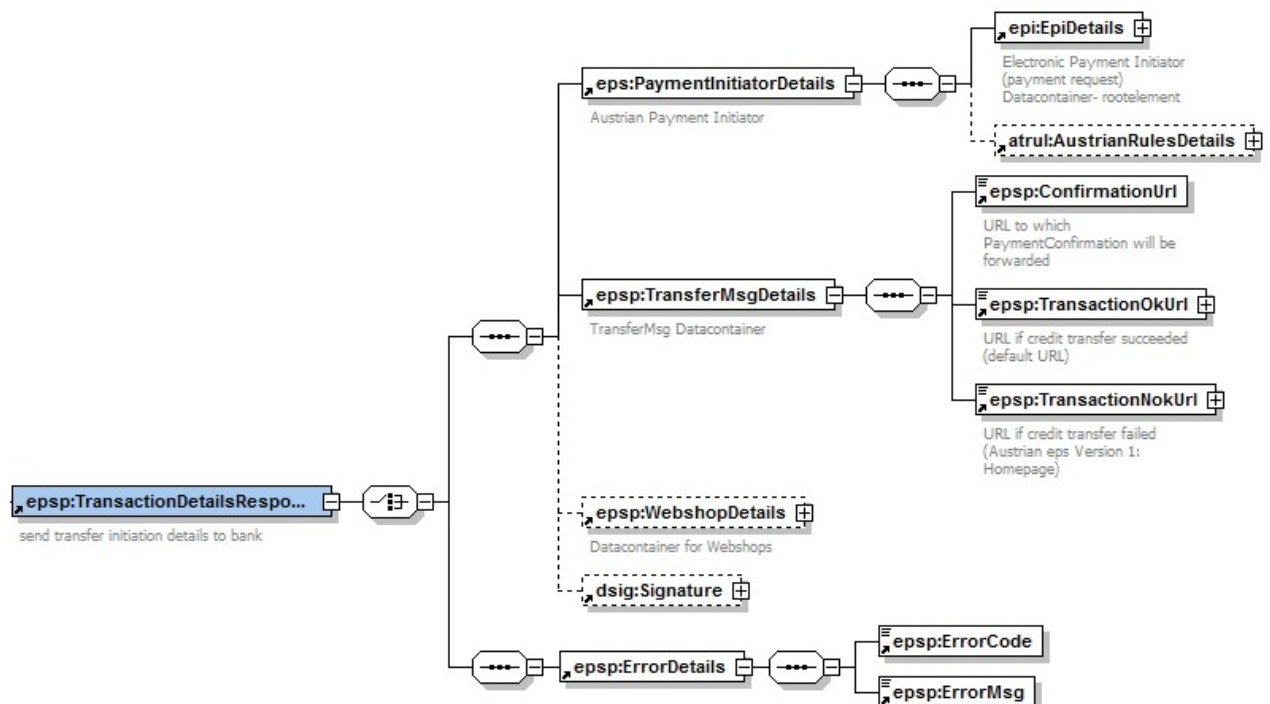 epi:EpiDetails
Electronic Payment Initiator
(payment request)
Datacontainer- rootelement
eps:PaymentInitiatorDetails
Austrian Payment Initiator
atrul:AustrianRulesDetails
epsp:ConfirmationUrl
URL to which
PaymentConfirmation will be
forwarded
epsp:TransferMsgDetails
TransferMsg Datacontainer
epsp:TransactionOkUrl
URL if credit transfer succeeded
(default URL)
epsp:TransactionNokUrl
URL if credit transfer failed
(Austrian eps Version 1:
Homepage)
epsp:TransactionDetailsRespo...
send transfer initiation details to bank
epsp:WebshopDetails
Datacontainer for Webshops
dsig:Signature
epsp:ErrorDetails
epsp:ErrorCode
epsp:ErrorMsg